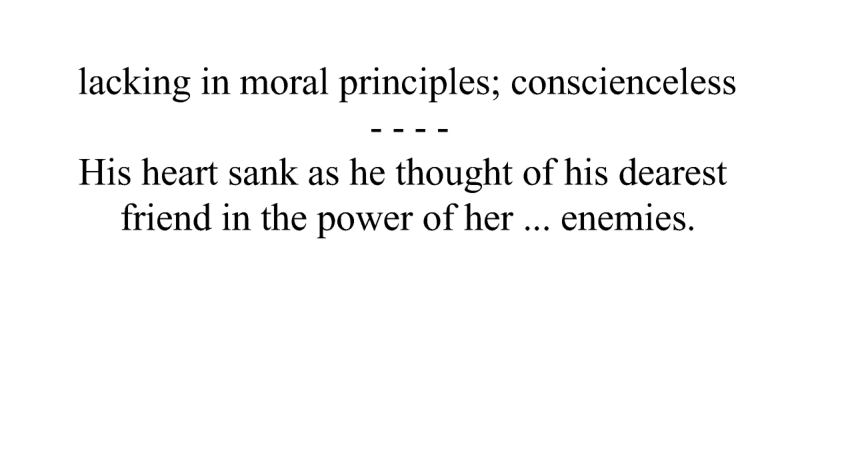 lacking in moral principles; conscienceless
- - - -
His heart sank as he thought of his dearest
friend in the power of her ... enemies.